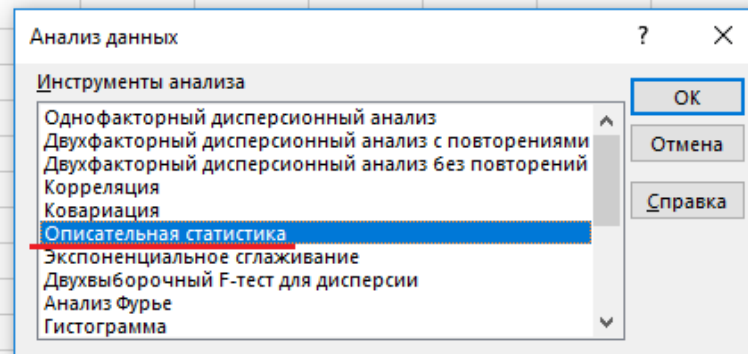 Анализ данных
?
Инструменты анализа
Однофакторный дисперсионный анализ
Двухфакторный дисперсионный анализ с повторениями
Двухфакторный дисперсионный анализ без повторений
Корреляция
Ковариация
Описательная статистика
Экспоненциальное сглаживание
Двухвыборочный F-тест для дисперсии
Анализ Фурье
Гистограмма
ОК
Отмена
Справка